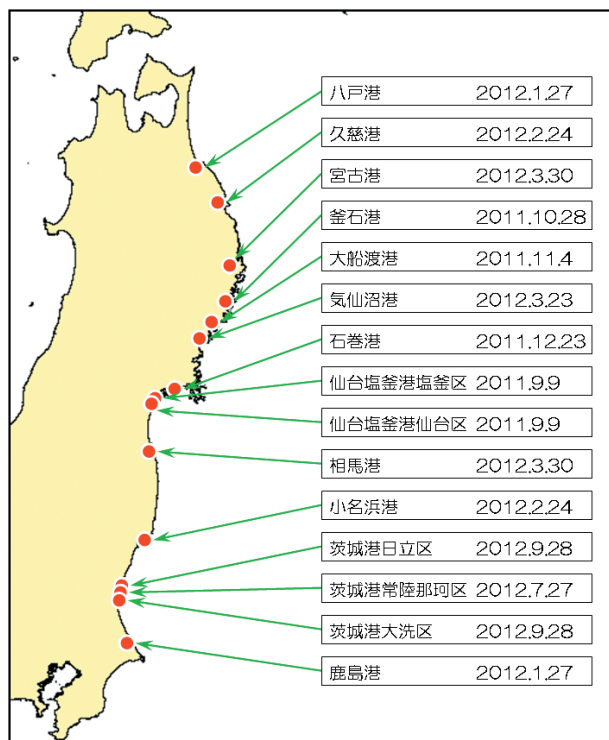 八戸港 2012.1.27
久慈港 2012.2.24
宮古港 2012.3.30
釜石港 2011.10.28
大船渡港 2011.11.4
気仙沼港 2012.3.23
石巻港 2011.12.23
仙台塩釜港塩釜区 2011.9.9
仙台塩釜港仙台区 2011.9.9
相馬港 2012.3.30
小名浜港 2012.2.24
茨城港日立区 2012.9.28
茨城港常陸那珂区 2012.7.27
茨城港大洗区 2012.9.28
鹿島港 2012.1.27